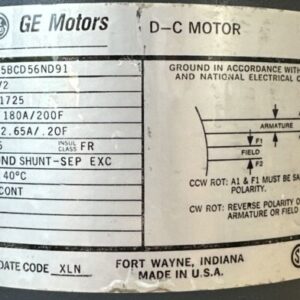 GE Motors
D-C MOTOR
5BCD56ND91
/2
1725
180A/200F
2.65A/.20F
INSUL CLASS FR
ND SHUNT-SEP EXC
40°C
CONT
DATE CODE XLN
GROUND IN ACCORDANCE WITH
AND NATIONAL ELECTRICAL C
ARMATURE
F1
FIELD
F2
CCW ROT: A1 & F1 MUST BE SA
POLARITY.
CW ROT: REVERSE POLARITY O
ARMATURE OR FIELD
FORT WAYNE, INDIANA
MADE IN U.S.A.